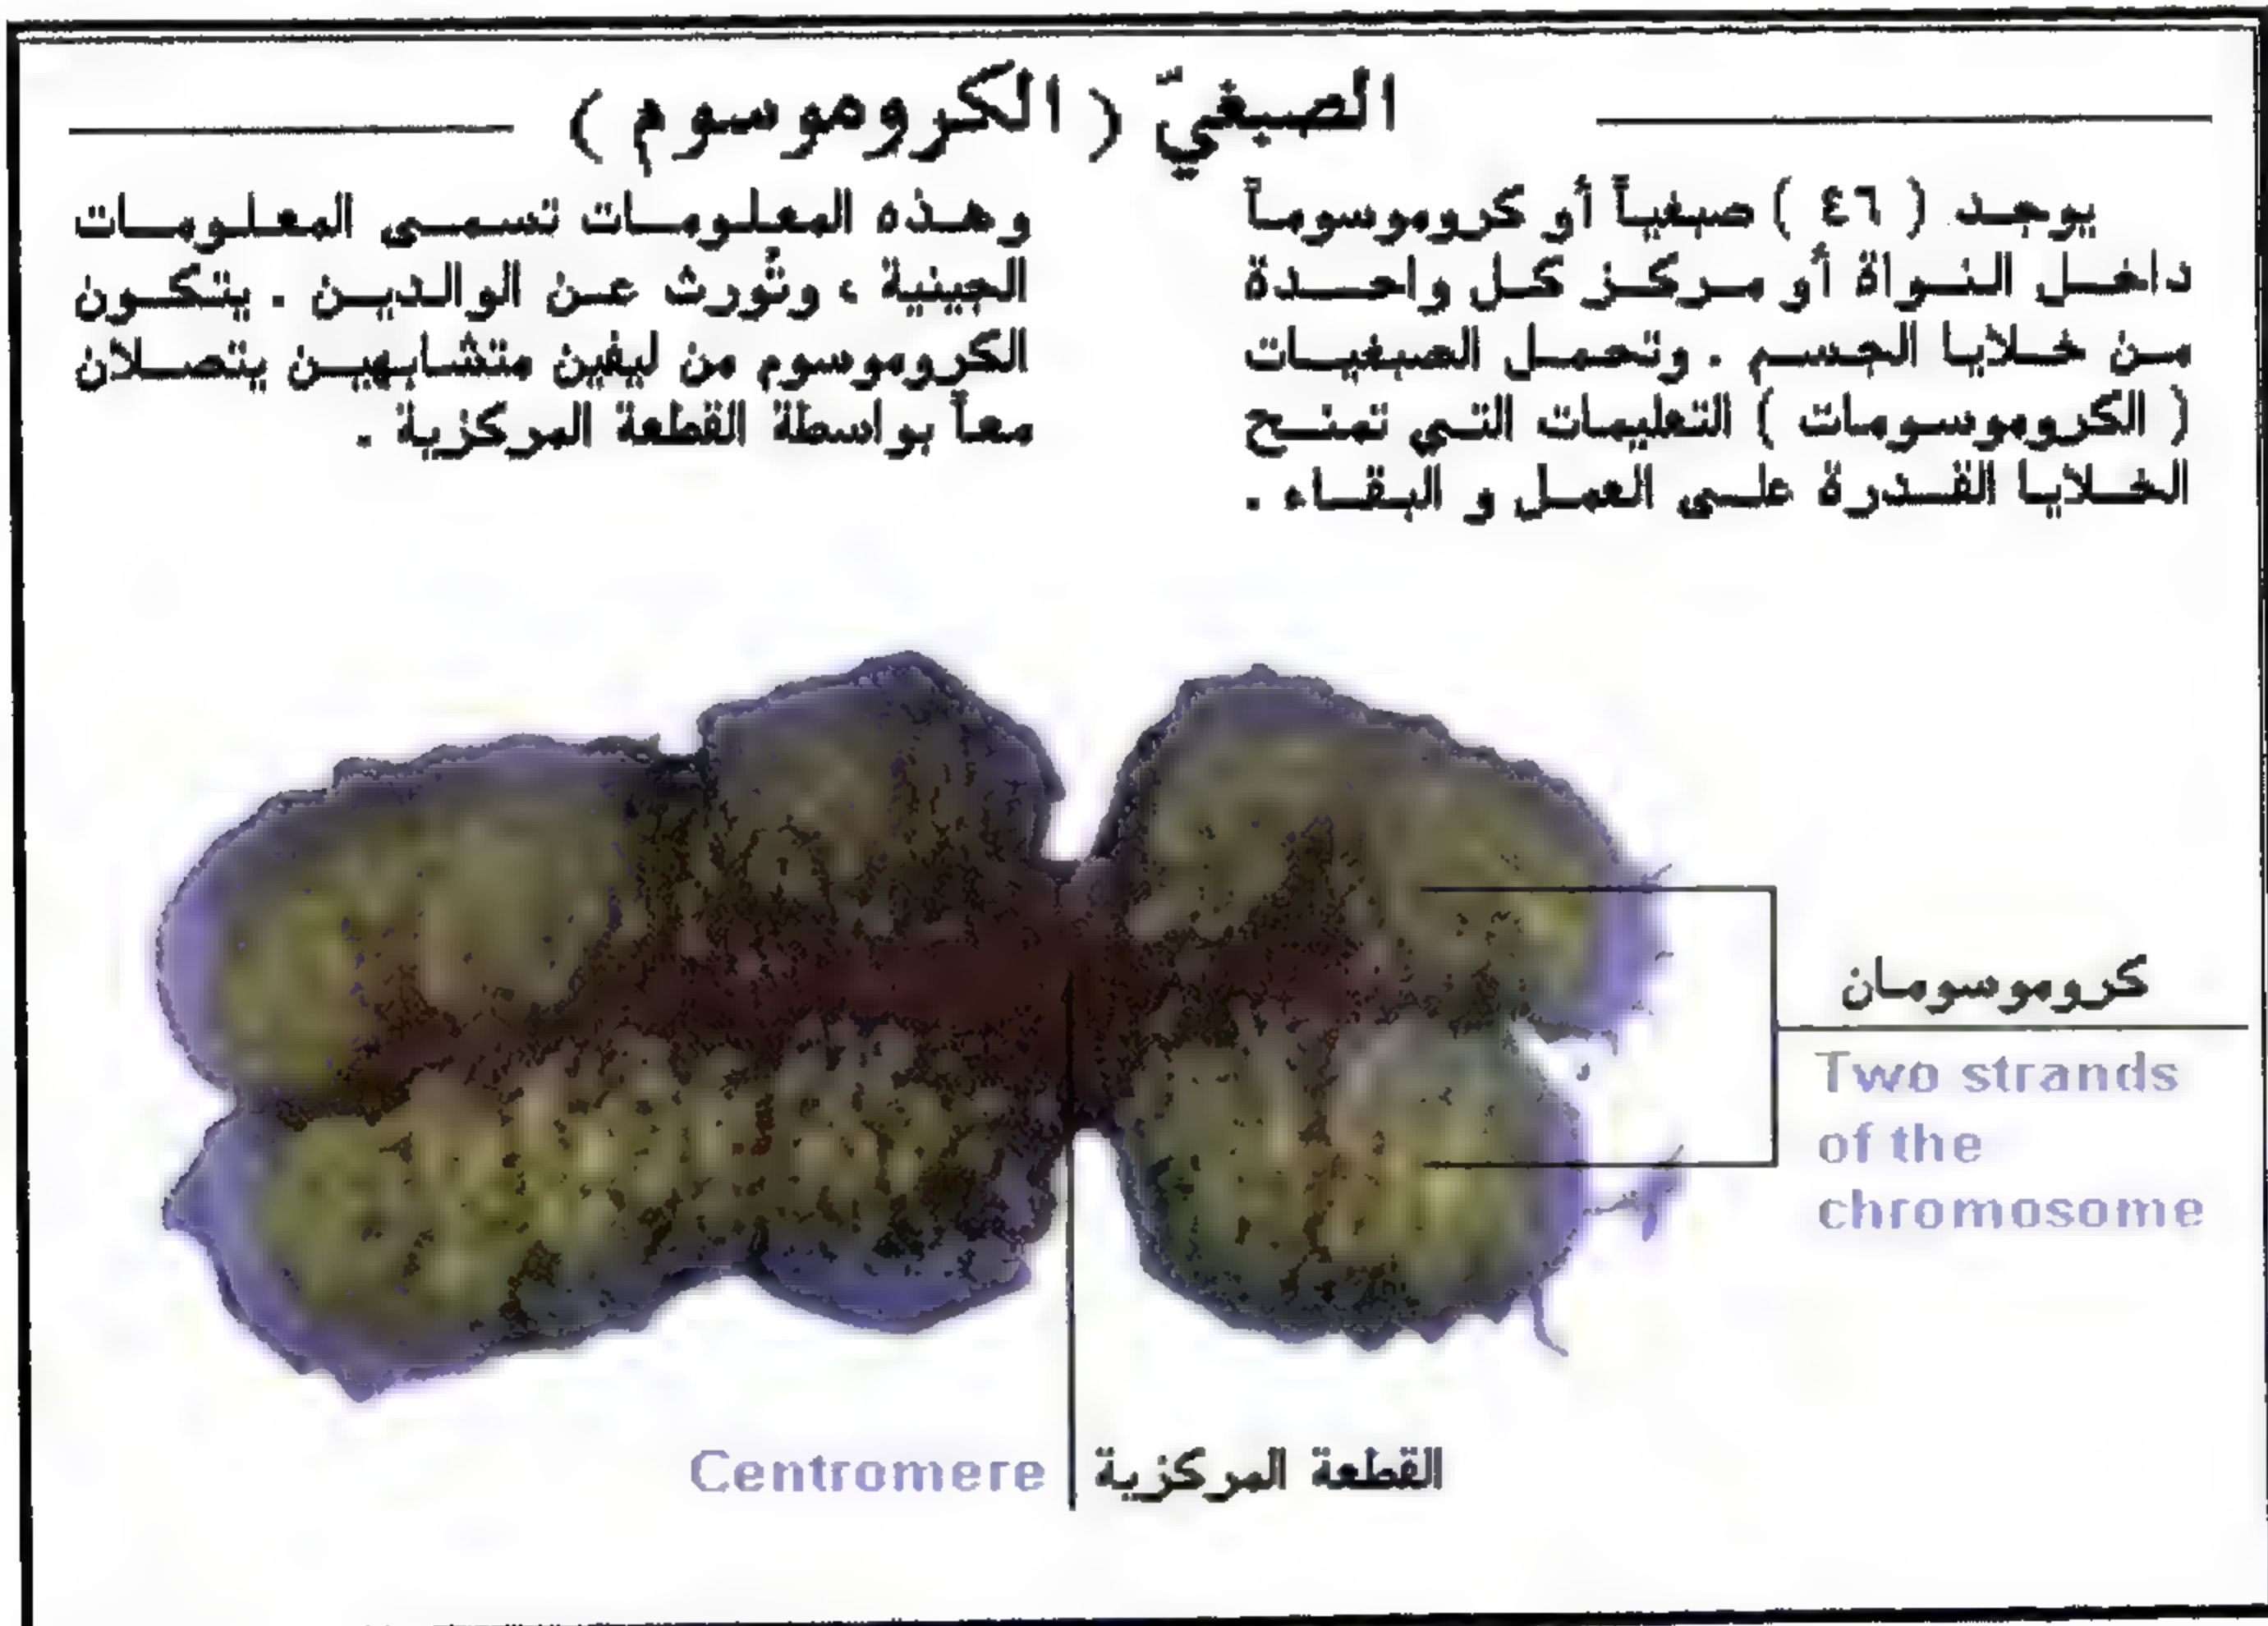 الصبغيّ ( الكروموسوم )
يوجد ( ٤٦ ) صبغياً أو كروموسوماً
داخل النواة أو مركز كل واحدة
من خلايا الجسم . وتحمل الصبغيات
( الكروموسومات ) التعليمات التي تمنح
الخلايا القدرة على العمل و البقاء .
وهذه المعلومات تسمى المعلومات
الجينية ، وتُورث عن الوالدين . يتكون
الكروموسوم من ليفين متشابهين يتصلان
معاً بواسطة القطعة المركزية .
كروموسومان
Two strands
of the
chromosome
القطعة المركزية
Centromere